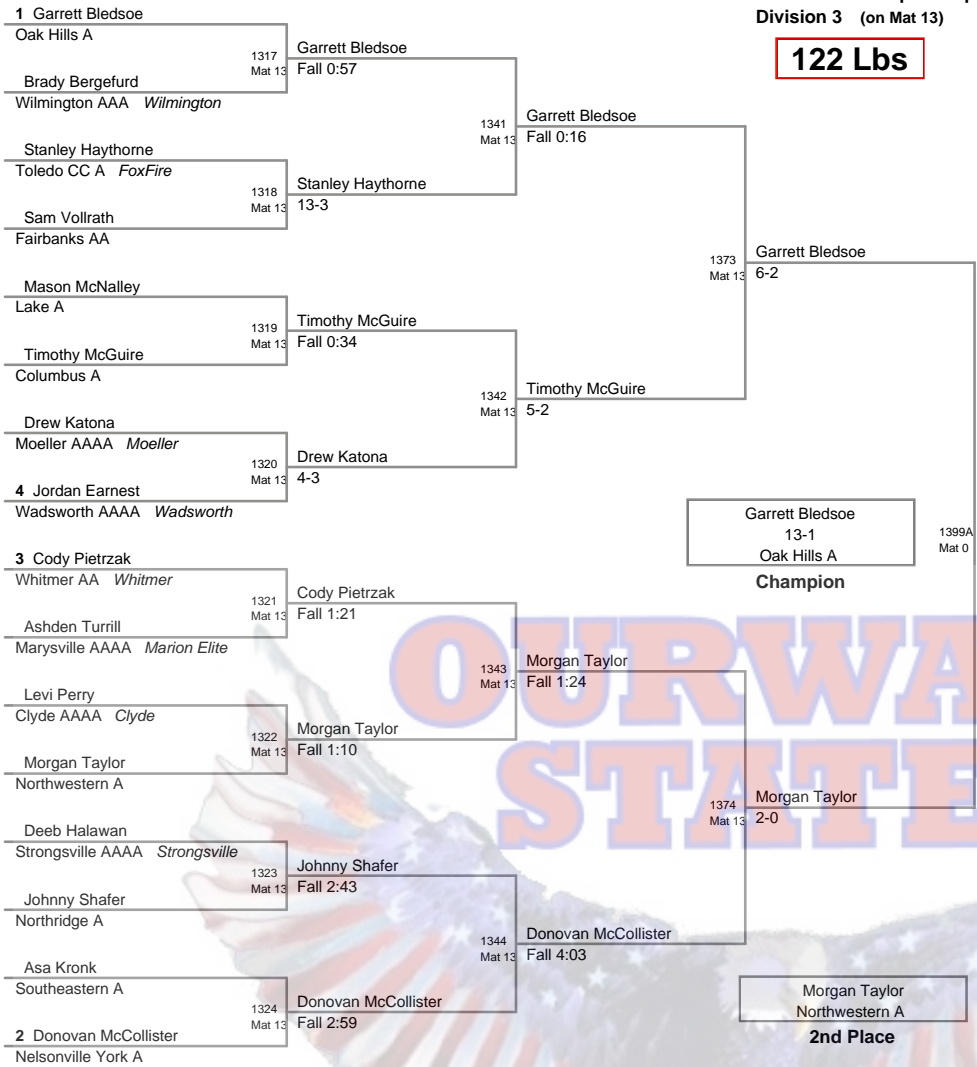 Division 3 (on Mat 13)
122 Lbs
1 Garrett Bledsoe
Oak Hills A
1317
Mat 13
Garrett Bledsoe
Fall 0:57
Brady Bergefurd
Wilmington AAA Wilmington
1341
Mat 13
Garrett Bledsoe
Fall 0:16
Stanley Haythorne
Toledo CC A FoxFire
1318
Mat 13
Stanley Haythorne
13-3
Sam Vollrath
Fairbanks AA
1373
Mat 13
Garrett Bledsoe
6-2
Mason McNalley
Lake A
1319
Mat 13
Timothy McGuire
Fall 0:34
Timothy McGuire
Columbus A
1342
Mat 13
Timothy McGuire
5-2
Drew Katona
Moeller AAAA Moeller
1320
Mat 13
Drew Katona
4-3
4 Jordan Earnest
Wadsworth AAAA Wadsworth
Garrett Bledsoe
13-1
Oak Hills A
Champion
1399A
Mat 0
3 Cody Pietrzak
Whitmer AA Whitmer
1321
Mat 13
Cody Pietrzak
Fall 1:21
Ashden Turrill
Marysville AAAA Marion Elite
1343
Mat 13
Morgan Taylor
Fall 1:24
Levi Perry
Clyde AAAA Clyde
1322
Mat 13
Morgan Taylor
Fall 1:10
Morgan Taylor
Northwestern A
1374
Mat 13
Morgan Taylor
2-0
Deeb Halawan
Strongsville AAAA Strongsville
1323
Mat 13
Johnny Shafer
Fall 2:43
Johnny Shafer
Northridge A
1344
Mat 13
Donovan McCollister
Fall 4:03
Asa Kronk
Southeastern A
1324
Mat 13
Donovan McCollister
Fall 2:59
2 Donovan McCollister
Nelsonville York A
Morgan Taylor
Northwestern A
2nd Place
OURWA
STATE